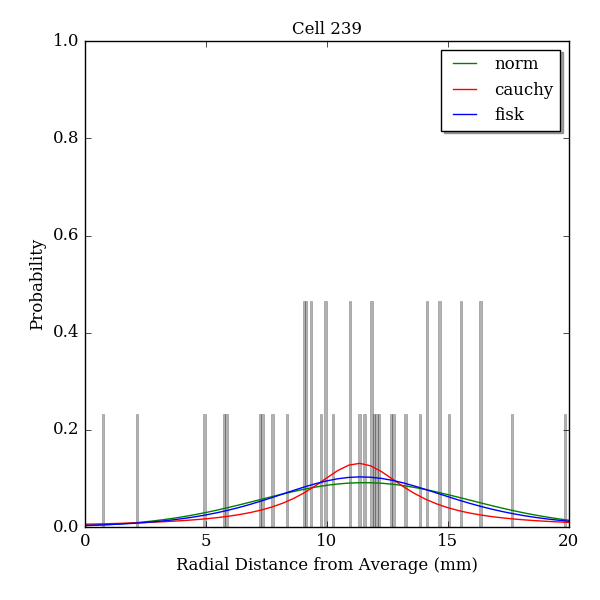 Cell 239
norm
cauchy
fisk
Probability
1.0
0.8
0.6
0.4
0.2
0.0
0 5 10 15 20
Radial Distance from Average (mm)